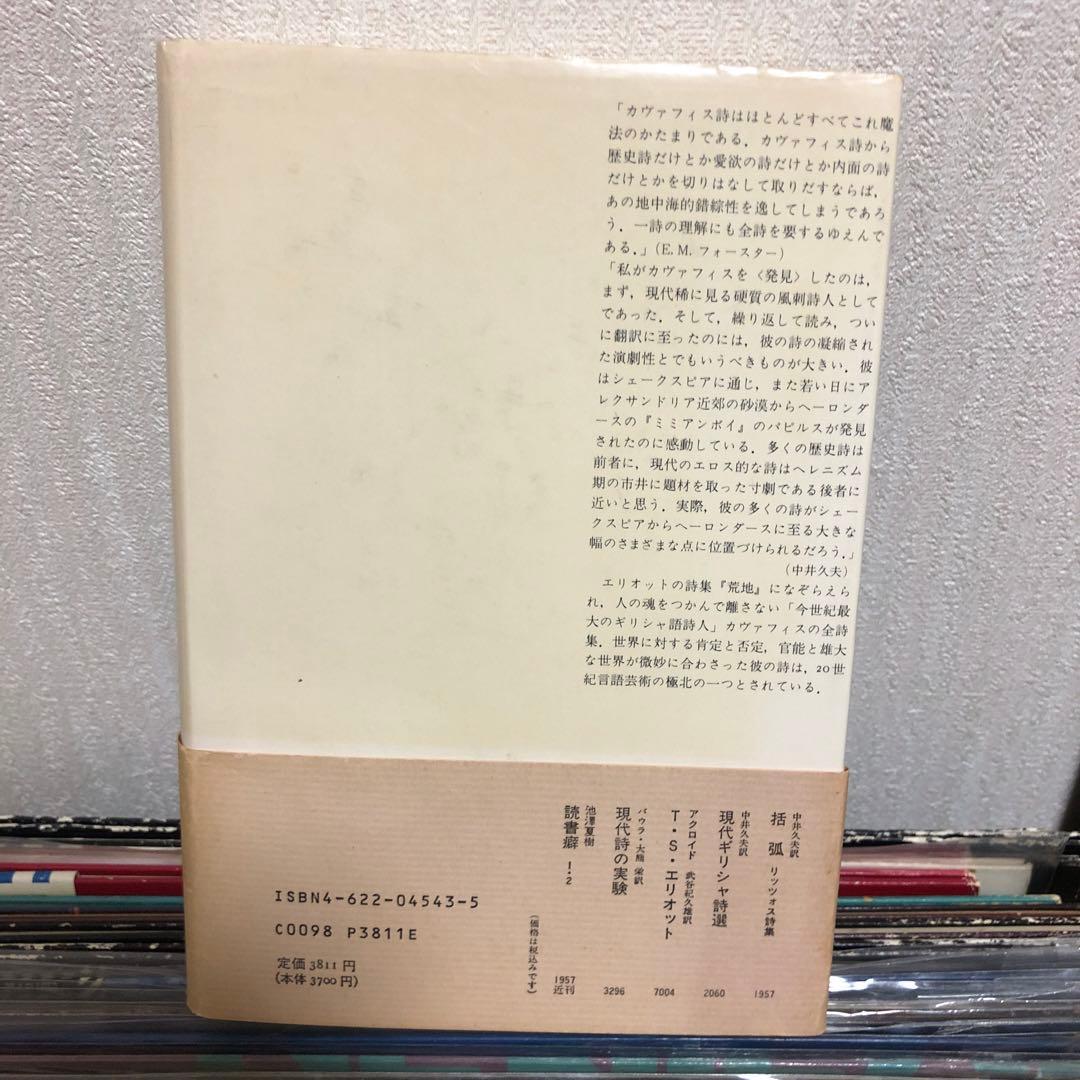 「カヴァフィス詩はほとんどすべてこれ魔
法のかたまりである．カヴァフィス詩から
歴史詩だけとか愛欲の詩だけとか内面の詩
だけとかを切りはなして取りだすならば，
あの地中海的錯綜性を逸してしまうであろ
う．一詩の理解にも全詩を要するゆえんで
ある．」（E. M. フォースター）
「私がカヴァフィスを〈発見〉したのは，
まず，現代稀に見る硬質の風刺詩人として
であった．そして，繰り返して読み，つい
に翻訳に至ったのには，彼の詩の凝縮され
た演劇性とでもいうべきものが大きい．彼
はシェークスピアに通じ，また若い日にア
レクサンドリア近郊の砂漠からヘーロンダ
ースの『ミミアンボイ』のパピルスが発見
されたのに感動している．多くの歴史詩は
前者に，現代のエロス的な詩はヘレニズム
期の市井に題材を取った寸劇である後者に
近いと思う．実際，彼の多くの詩がシェー
クスピアからヘーロンダースに至る大きな
幅のさまざまな点に位置づけられるだろう．」
（中井久夫）
エリオットの詩集『荒地』になぞらえら
れ，人の魂をつかんで離さない「今世紀最
大のギリシャ語詩人」カヴァフィスの全詩
集．世界に対する肯定と否定，官能と雄大
な世界が微妙に合わさった彼の詩は，20世
紀言語芸術の極北の一つとされている．
中井久夫訳
括弧 リッツォス詩集 1957
中井久夫訳
現代ギリシャ詩選 2060
アクロイド 武谷紀久雄訳
T・S・エリオット 7004
バウラ・大熊 栄訳
現代詩の実験 3296
池澤夏樹
読書癖 1・2 1957 近刊
（価格は税込みです）
ISBN4-622-04543-5
C0098 P3811E
定価 3811 円
(本体 3700円)